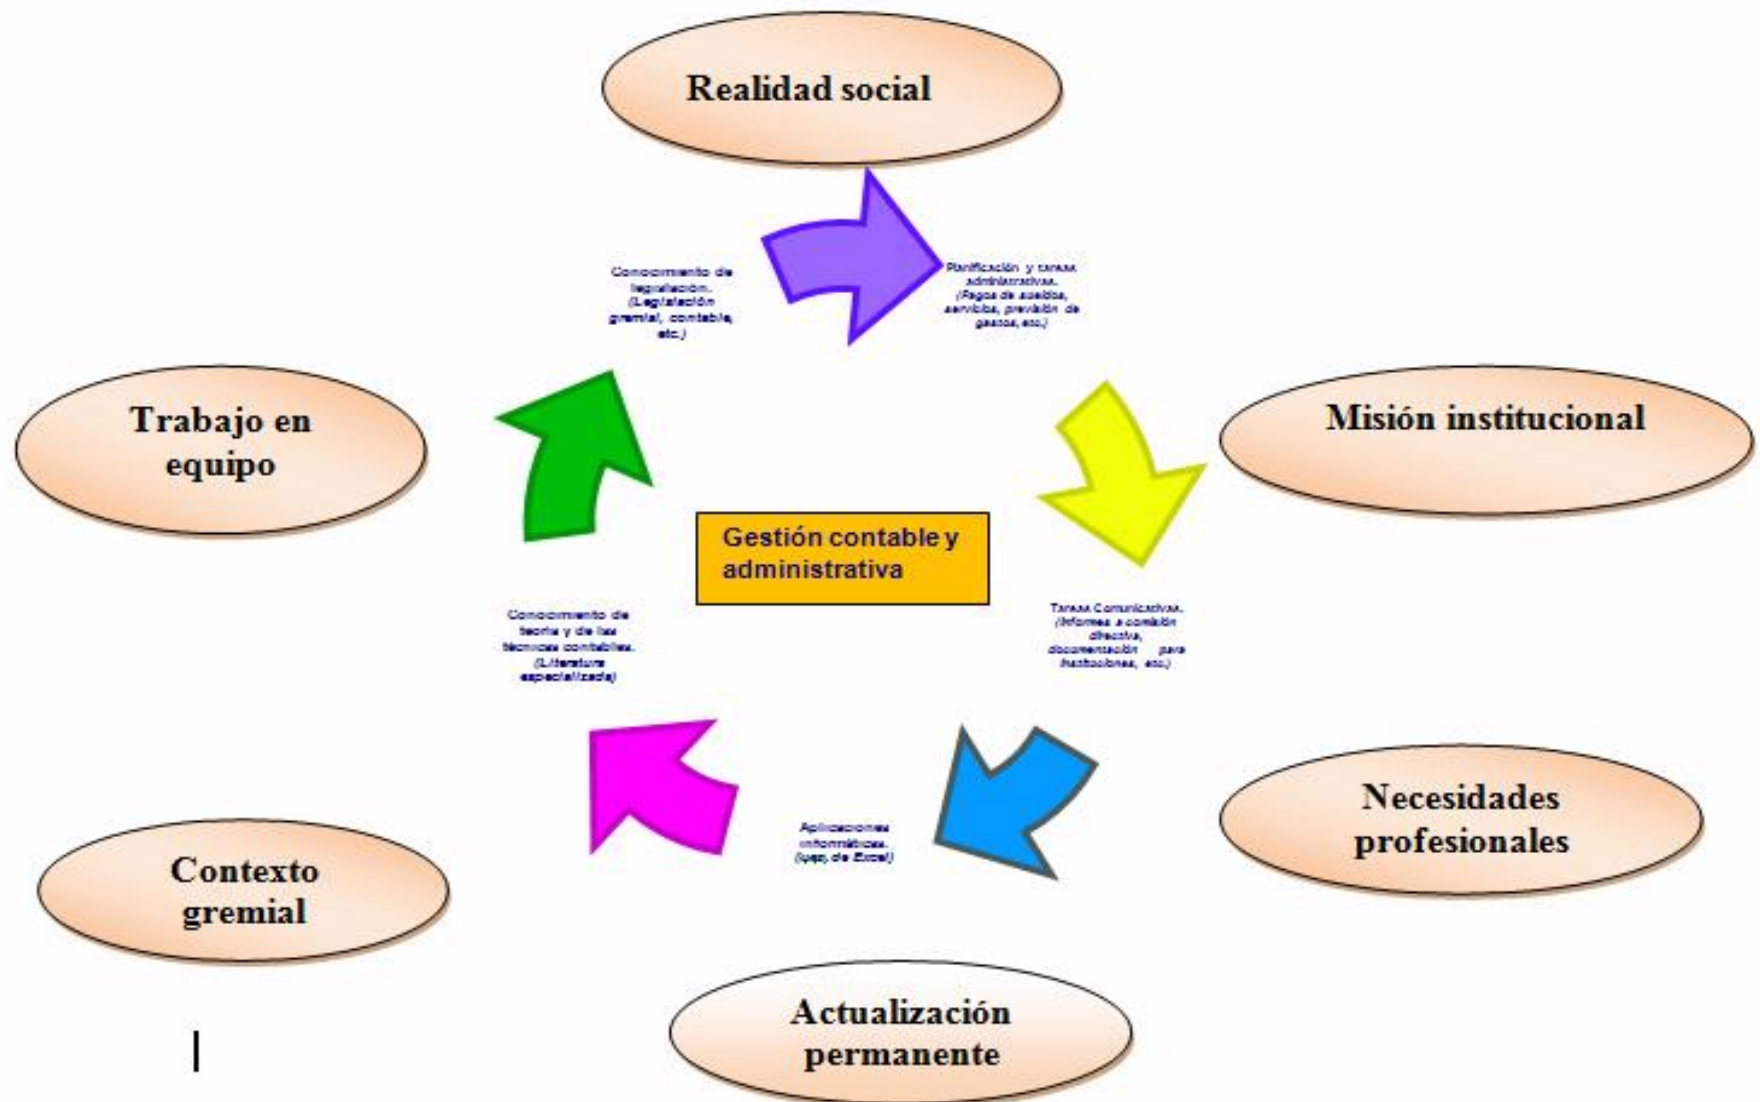 Realidad social
Conocimiento de
legislación.
(Legislación
gremial, contable,
etc.)
Planificación y tareas
administrativas.
(Pagos de sueldos,
servicios, previsión de
gastos, etc.)
Trabajo en
equipo
Misión institucional
Gestión contable y
administrativa
Conocimiento de
teoría y de las
técnicas contables.
(Literatura
especializada)
Tareas Comunicativas.
(Informes a comisión
directiva,
documentación para
Instituciones, etc.)
Necesidades
profesionales
Aplicaciones
informáticas.
(uso, de Excel)
Contexto
gremial
Actualización
permanente